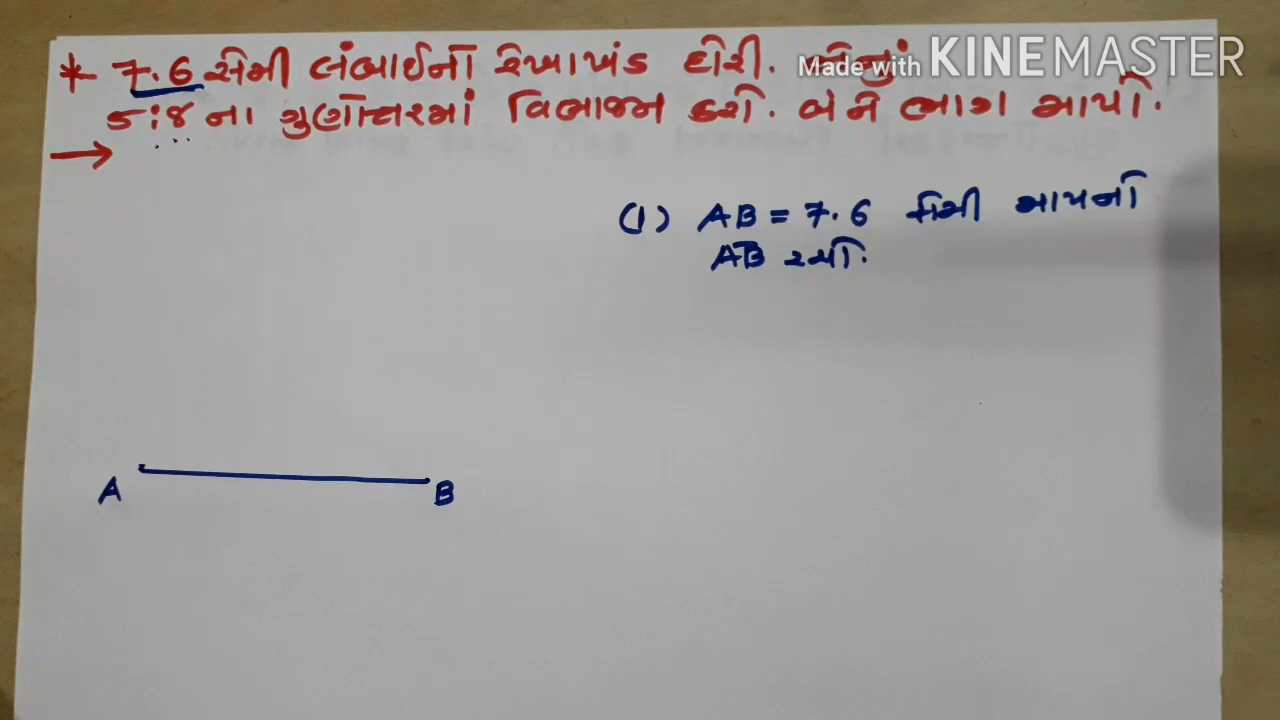 * 7.6 સેમી લંબાઈનો રેખાખંડ દોરી. તેનું
Made with KINEMASTER
5:8 ના ગુણોત્તરમાં વિભાજન કરો. બંને ભાગ માપો.
→
(1) AB = 7.6 સેમી માપનો
AB રચો.
A B